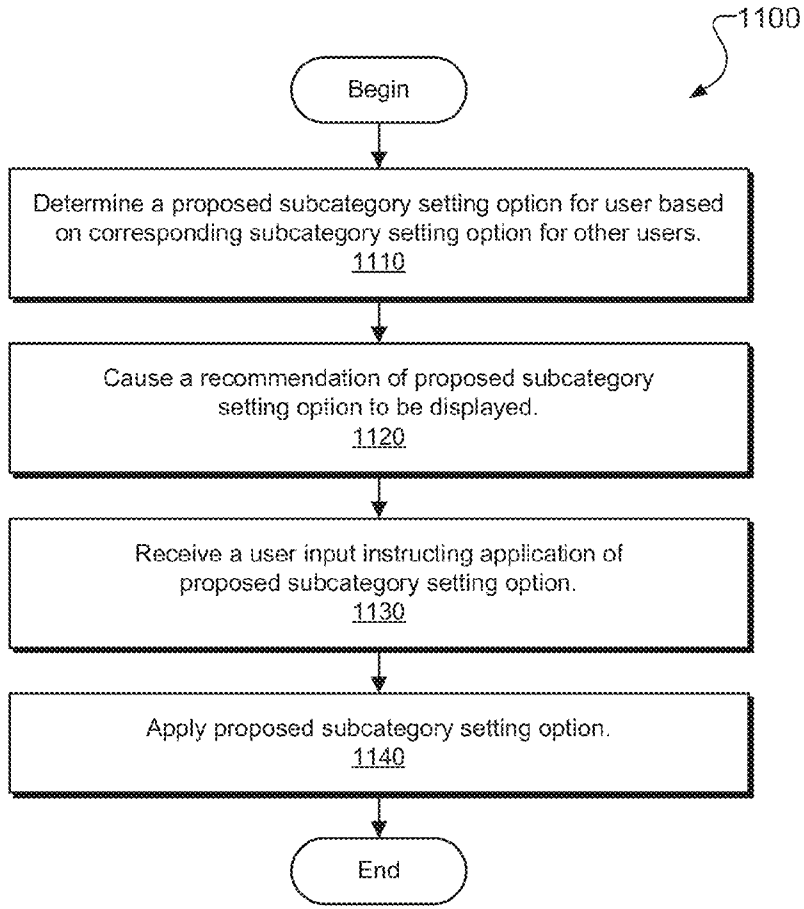 1100
Begin
Determine a proposed subcategory setting option for user based
on corresponding subcategory setting option for other users.
1110
Cause a recommendation of proposed subcategory
setting option to be displayed.
1120
Receive a user input instructing application of
proposed subcategory setting option.
1130
Apply proposed subcategory setting option.
1140
End